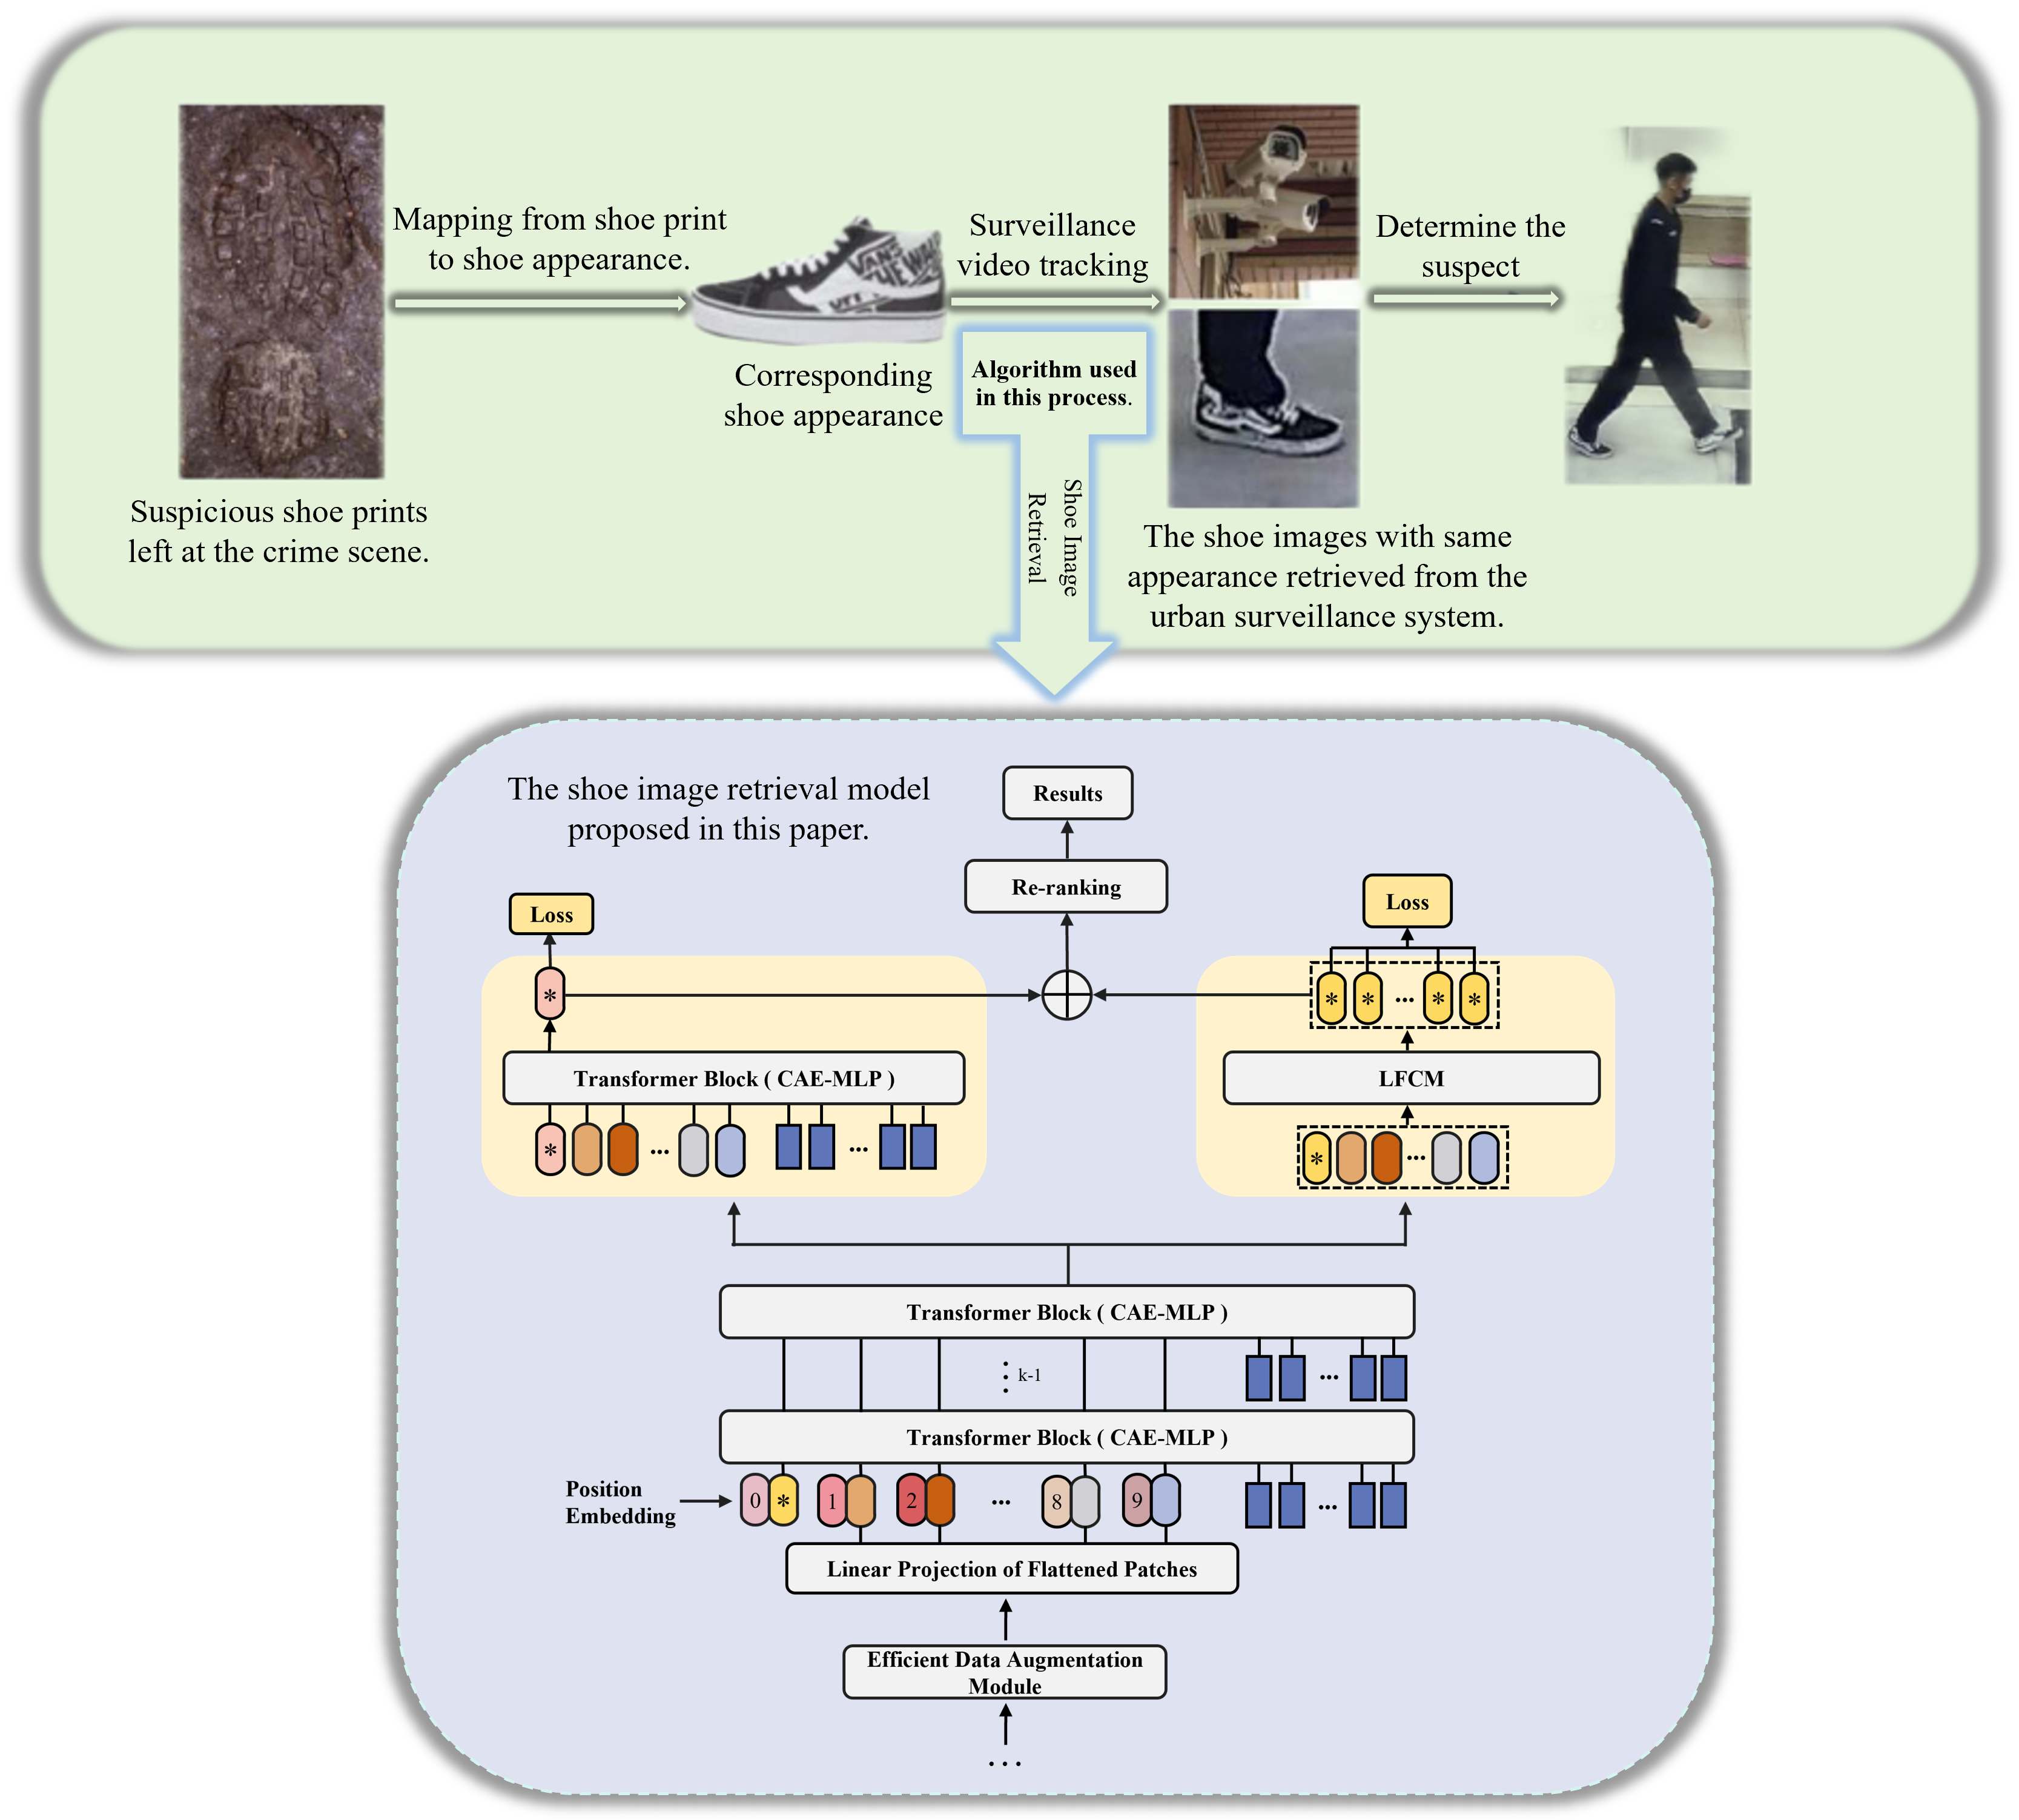 Mapping from shoe print
to shoe appearance.
Surveillance
video tracking
Determine the
suspect
VANS
Corresponding
shoe appearance
Algorithm used
in this process.
Shoe Image
Retrieval
Suspicious shoe prints
left at the crime scene.
The shoe images with same
appearance retrieved from the
urban surveillance system.
The shoe image retrieval model
proposed in this paper.
Results
Re-ranking
Loss
Loss
*
* * ... * *
Transformer Block ( CAE-MLP )
LFCM
* ... ...
* ...
Transformer Block ( CAE-MLP )
k-1 ...
Transformer Block ( CAE-MLP )
Position
Embedding
0 * 1 2 ... 8 9 ...
Linear Projection of Flattened Patches
Efficient Data Augmentation
Module
...